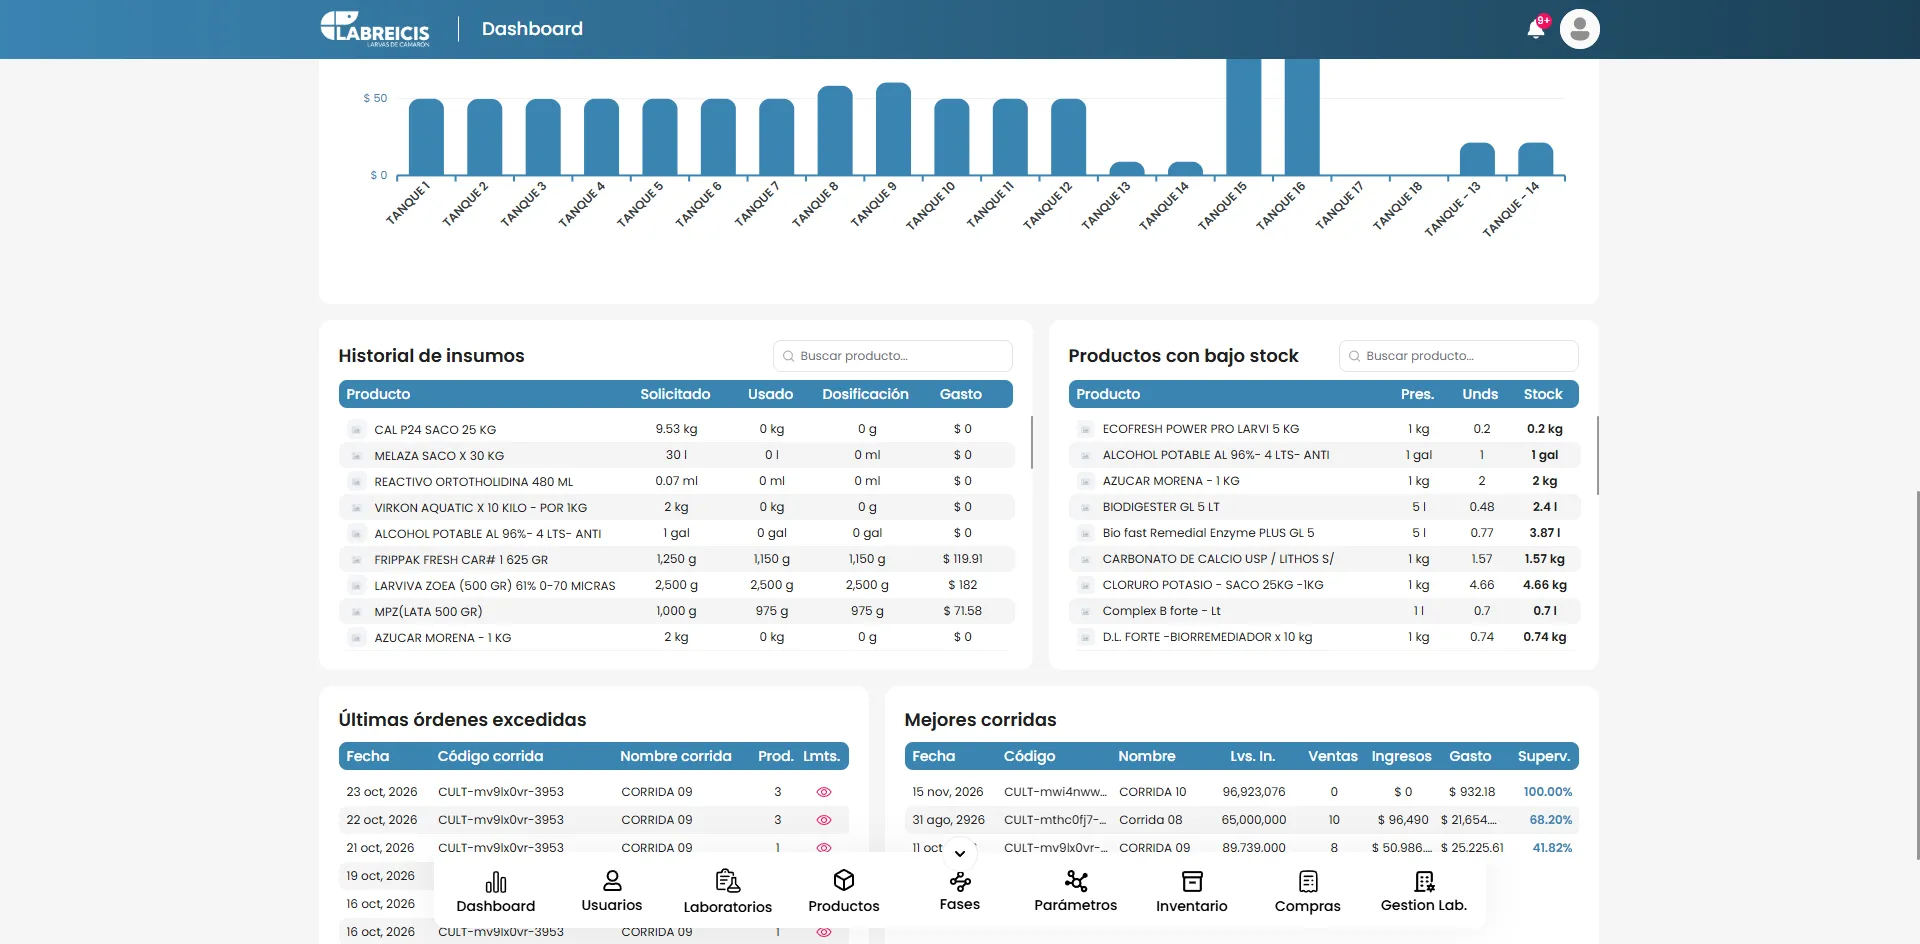 LABREICIS
LARVAS DE CAMARÓN
Dashboard
9+
$ 50
$ 0
TANQUE 1
TANQUE 2
TANQUE 3
TANQUE 4
TANQUE 5
TANQUE 6
TANQUE 7
TANQUE 8
TANQUE 9
TANQUE 10
TANQUE 11
TANQUE 12
TANQUE 13
TANQUE 14
TANQUE 15
TANQUE 16
TANQUE 17
TANQUE 18
TANQUE - 13
TANQUE - 14
Historial de insumos
Buscar producto...
Producto Solicitado Usado Dosificación Gasto
CAL P24 SACO 25 KG 9.53 kg 0 kg 0 g $ 0
MELAZA SACO X 30 KG 30 l 0 l 0 ml $ 0
REACTIVO ORTOTHOLIDINA 480 ML 0.07 ml 0 ml 0 ml $ 0
VIRKON AQUATIC X 10 KILO - POR 1KG 2 kg 0 kg 0 g $ 0
ALCOHOL POTABLE AL 96%- 4 LTS- ANTI 1 gal 0 gal 0 gal $ 0
FRIPPAK FRESH CAR# 1 625 GR 1,250 g 1,150 g 1,150 g $ 119.91
LARVIVA ZOEA (500 GR) 61% 0-70 MICRAS 2,500 g 2,500 g 2,500 g $ 182
MPZ(LATA 500 GR) 1,000 g 975 g 975 g $ 71.58
AZUCAR MORENA - 1 KG 2 kg 0 kg 0 g $ 0
Productos con bajo stock
Buscar producto...
Producto Pres. Unds Stock
ECOFRESH POWER PRO LARVI 5 KG 1 kg 0.2 0.2 kg
ALCOHOL POTABLE AL 96%- 4 LTS- ANTI 1 gal 1 1 gal
AZUCAR MORENA - 1 KG 1 kg 2 2 kg
BIODIGESTER GL 5 LT 5 l 0.48 2.4 l
Bio fast Remedial Enzyme PLUS GL 5 5 l 0.77 3.87 l
CARBONATO DE CALCIO USP / LITHOS S/ 1 kg 1.57 1.57 kg
CLORURO POTASIO - SACO 25KG -1KG 1 kg 4.66 4.66 kg
Complex B forte - Lt 1 l 0.7 0.7 l
D.L. FORTE -BIORREMEDIADOR x 10 kg 1 kg 0.74 0.74 kg
Últimas órdenes excedidas
Fecha Código corrida Nombre corrida Prod. Lmts.
23 oct, 2026 CULT-mv9lx0vr-3953 CORRIDA 09 3
22 oct, 2026 CULT-mv9lx0vr-3953 CORRIDA 09 3
21 oct, 2026 CULT-mv9lx0vr-3953 CORRIDA 09 1
19 oct, 2026
16 oct, 2026
16 oct, 2026 CULT-mv9lx0vr-3953 CORRIDA 09 1
Mejores corridas
Fecha Código Nombre Lvs. In. Ventas Ingresos Gasto Superv.
15 nov, 2026 CULT-mwi4nww... CORRIDA 10 96,923,076 0 $ 0 $ 932.18 100.00%
31 ago, 2926 CULT-mthc0fj7-... Corrida 08 65,000,000 10 $ 96,490 $ 21,654.... 68.20%
11 oct CULT-mv9lx0vr-... CORRIDA 09 89,739,000 8 $ 50,986.... $ 25,225.61 41.82%
Dashboard
Usuarios
Laboratorios
Productos
Fases
Parámetros
Inventario
Compras
Gestion Lab.